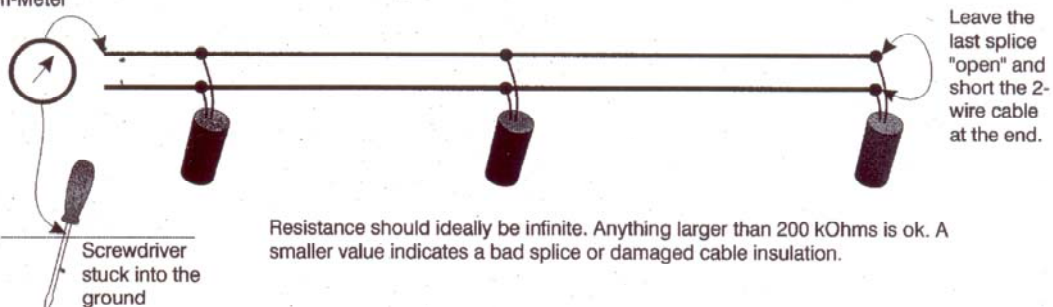 Leave the
last splice
"open" and
short the 2-
wire cable
at the end.
Resistance should ideally be infinite. Anything larger than 200 kOhms is ok. A
smaller value indicates a bad splice or damaged cable insulation.
Screwdriver
stuck into the
ground